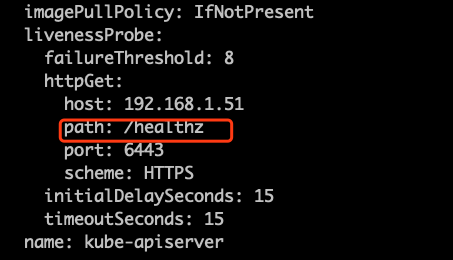 imagePullPolicy: IfNotPresent
livenessProbe:
failureThreshold: 8
httpGet:
host: 192.168.1.51
path: /healthz
port: 6443
scheme: HTTPS
initialDelaySeconds: 15
timeoutSeconds: 15
name: kube-apiserver